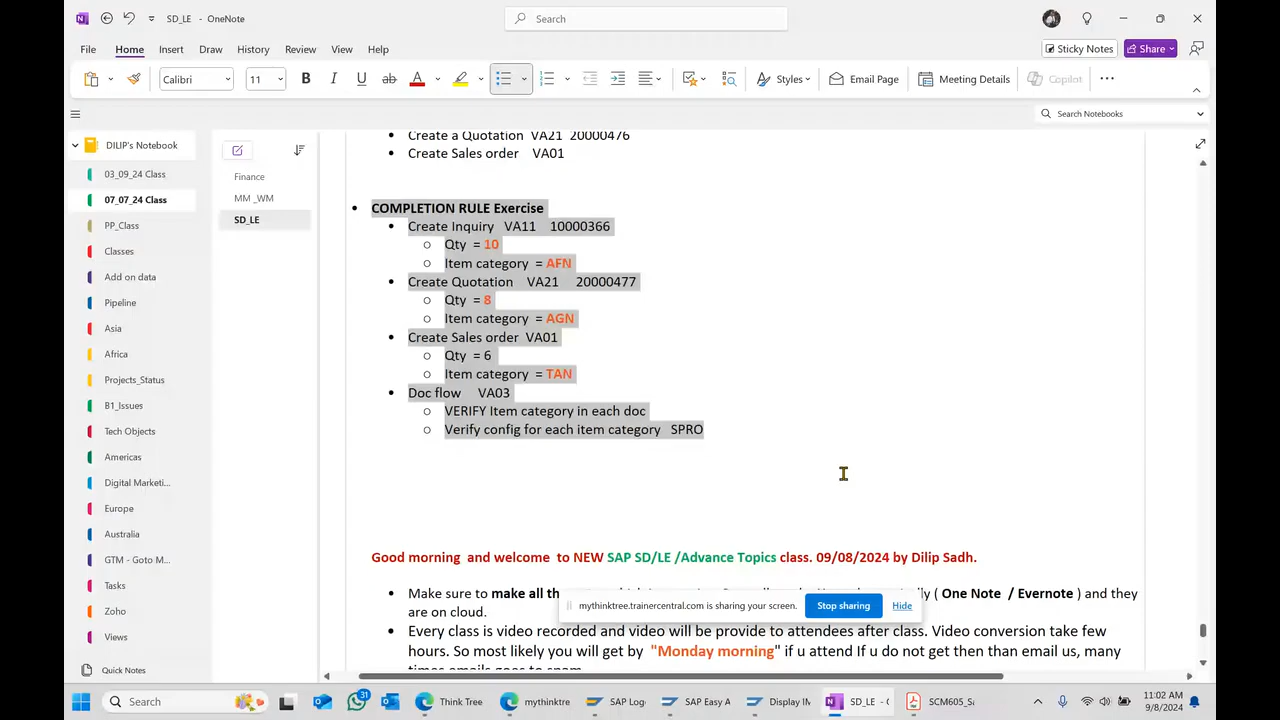 SD_LE - OneNote
Search
File Home Insert Draw History Review View Help
Sticky Notes
Share
Calibri 11 B I U ab A
Styles Email Page Meeting Details Copilot
Search Notebooks
DILIP's Notebook
03_09_24 Class
07_07_24 Class
PP_Class
Classes
Add on data
Pipeline
Asia
Africa
Projects_Status
B1_Issues
Tech Objects
Americas
Digital Marketi...
Europe
Australia
GTM - Goto M...
Tasks
Zoho
Views
Quick Notes
Finance
MM _WM
SD_LE
• Create a Quotation VA21 20000476
• Create Sales order VA01
• COMPLETION RULE Exercise
• Create Inquiry VA11 10000366
○ Qty = 10
○ Item category = AFN
• Create Quotation VA21 20000477
○ Qty = 8
○ Item category = AGN
• Create Sales order VA01
○ Qty = 6
○ Item category = TAN
• Doc flow VA03
○ VERIFY Item category in each doc
○ Verify config for each item category SPRO
Good morning and welcome to NEW SAP SD/LE /Advance Topics class. 09/08/2024 by Dilip Sadh.
• Make sure to make all th
ly ( One Note / Evernote ) and they
are on cloud.
mythinktree.trainercentral.com is sharing your screen. Stop sharing Hide
• Every class is video recorded and video will be provide to attendees after class. Video conversion take few
hours. So most likely you will get by "Monday morning" if u attend If u do not get then than email us, many
times emails goes to spam
Search
31
Think Tree
mythinktre
SAP Log
SAP Easy A
Display IM
SD_LE - O
SCM605_Sa
11:02 AM
9/8/2024